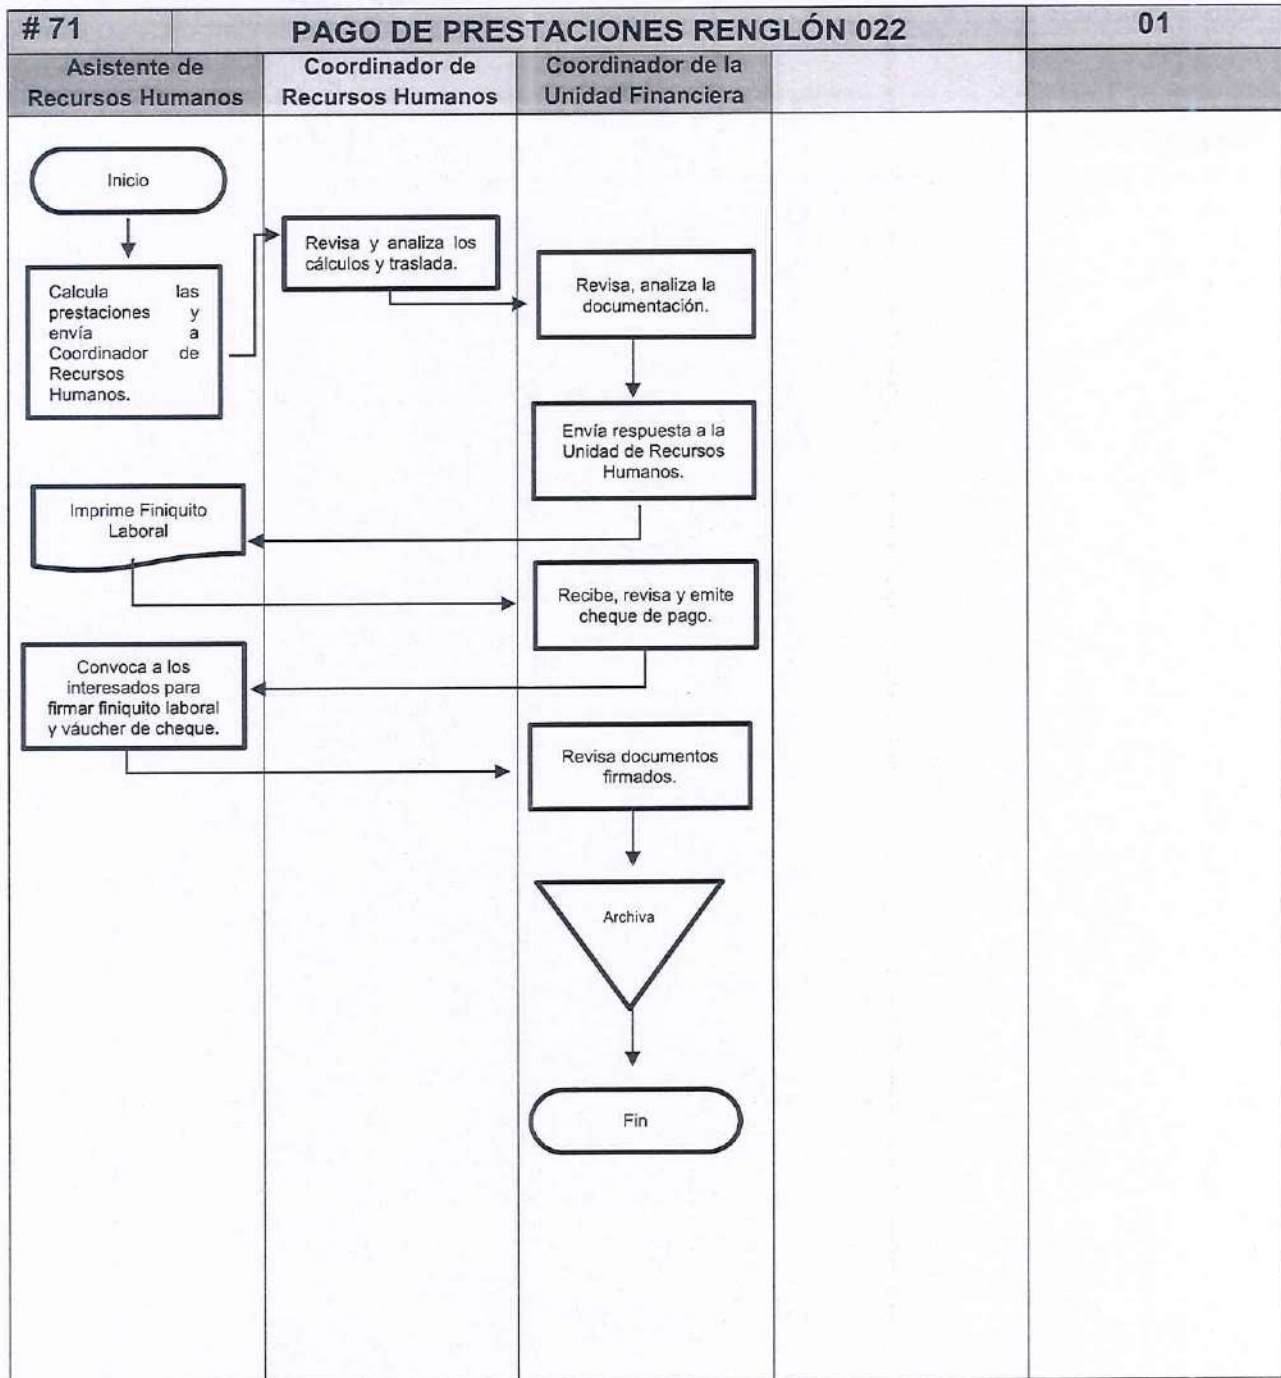 # 71
PAGO DE PRESTACIONES RENGLÓN 022
01
Asistente de
Recursos Humanos
Coordinador de
Recursos Humanos
Coordinador de la
Unidad Financiera
Inicio
Calcula las
prestaciones y
envía a
Coordinador de
Recursos
Humanos.
Revisa y analiza los
cálculos y traslada.
Revisa, analiza la
documentación.
Envía respuesta a la
Unidad de Recursos
Humanos.
Imprime Finiquito
Laboral
Recibe, revisa y emite
cheque de pago.
Convoca a los
interesados para
firmar finiquito laboral
y váucher de cheque.
Revisa documentos
firmados.
Archiva
Fin